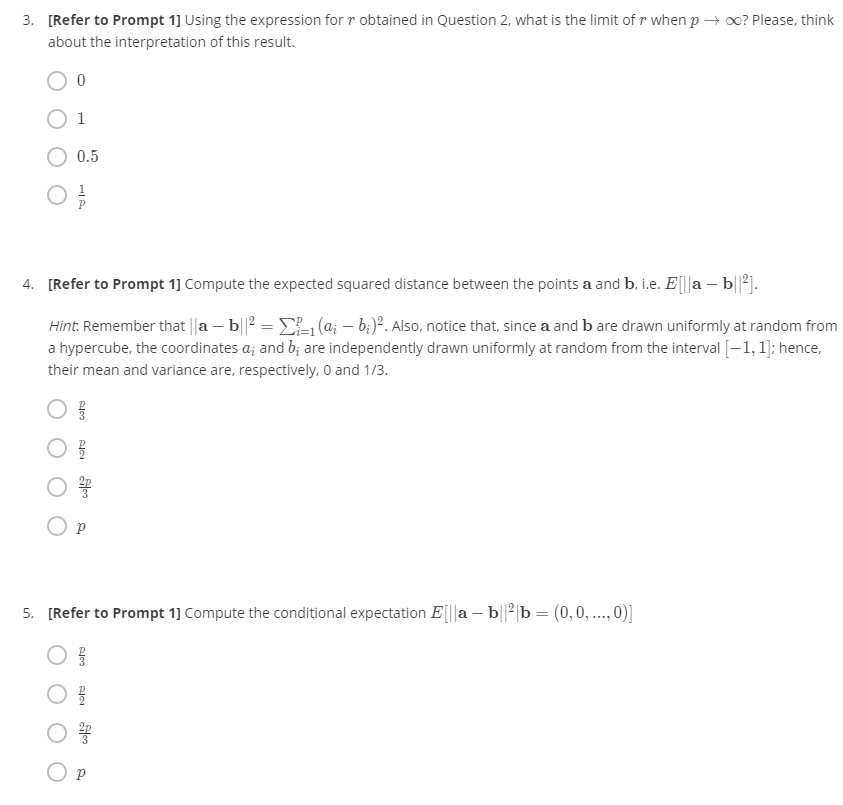 3. [Refer to Prompt 1] Using the expression for r obtained in Question 2, what is the limit of r when p → ∞? Please, think
about the interpretation of this result.
0
1
0.5
1/p
4. [Refer to Prompt 1] Compute the expected squared distance between the points a and b, i.e. E[||a − b||²].
Hint: Remember that ||a − b||² = ∑ᵢ₌₁ᵖ(aᵢ − bᵢ)². Also, notice that, since a and b are drawn uniformly at random from
a hypercube, the coordinates aᵢ and bᵢ are independently drawn uniformly at random from the interval [−1, 1]; hence,
their mean and variance are, respectively, 0 and 1/3.
p/3
p/2
2p/3
p
5. [Refer to Prompt 1] Compute the conditional expectation E[||a − b||²|b = (0, 0, ..., 0)]
p/3
p/2
2p/3
p